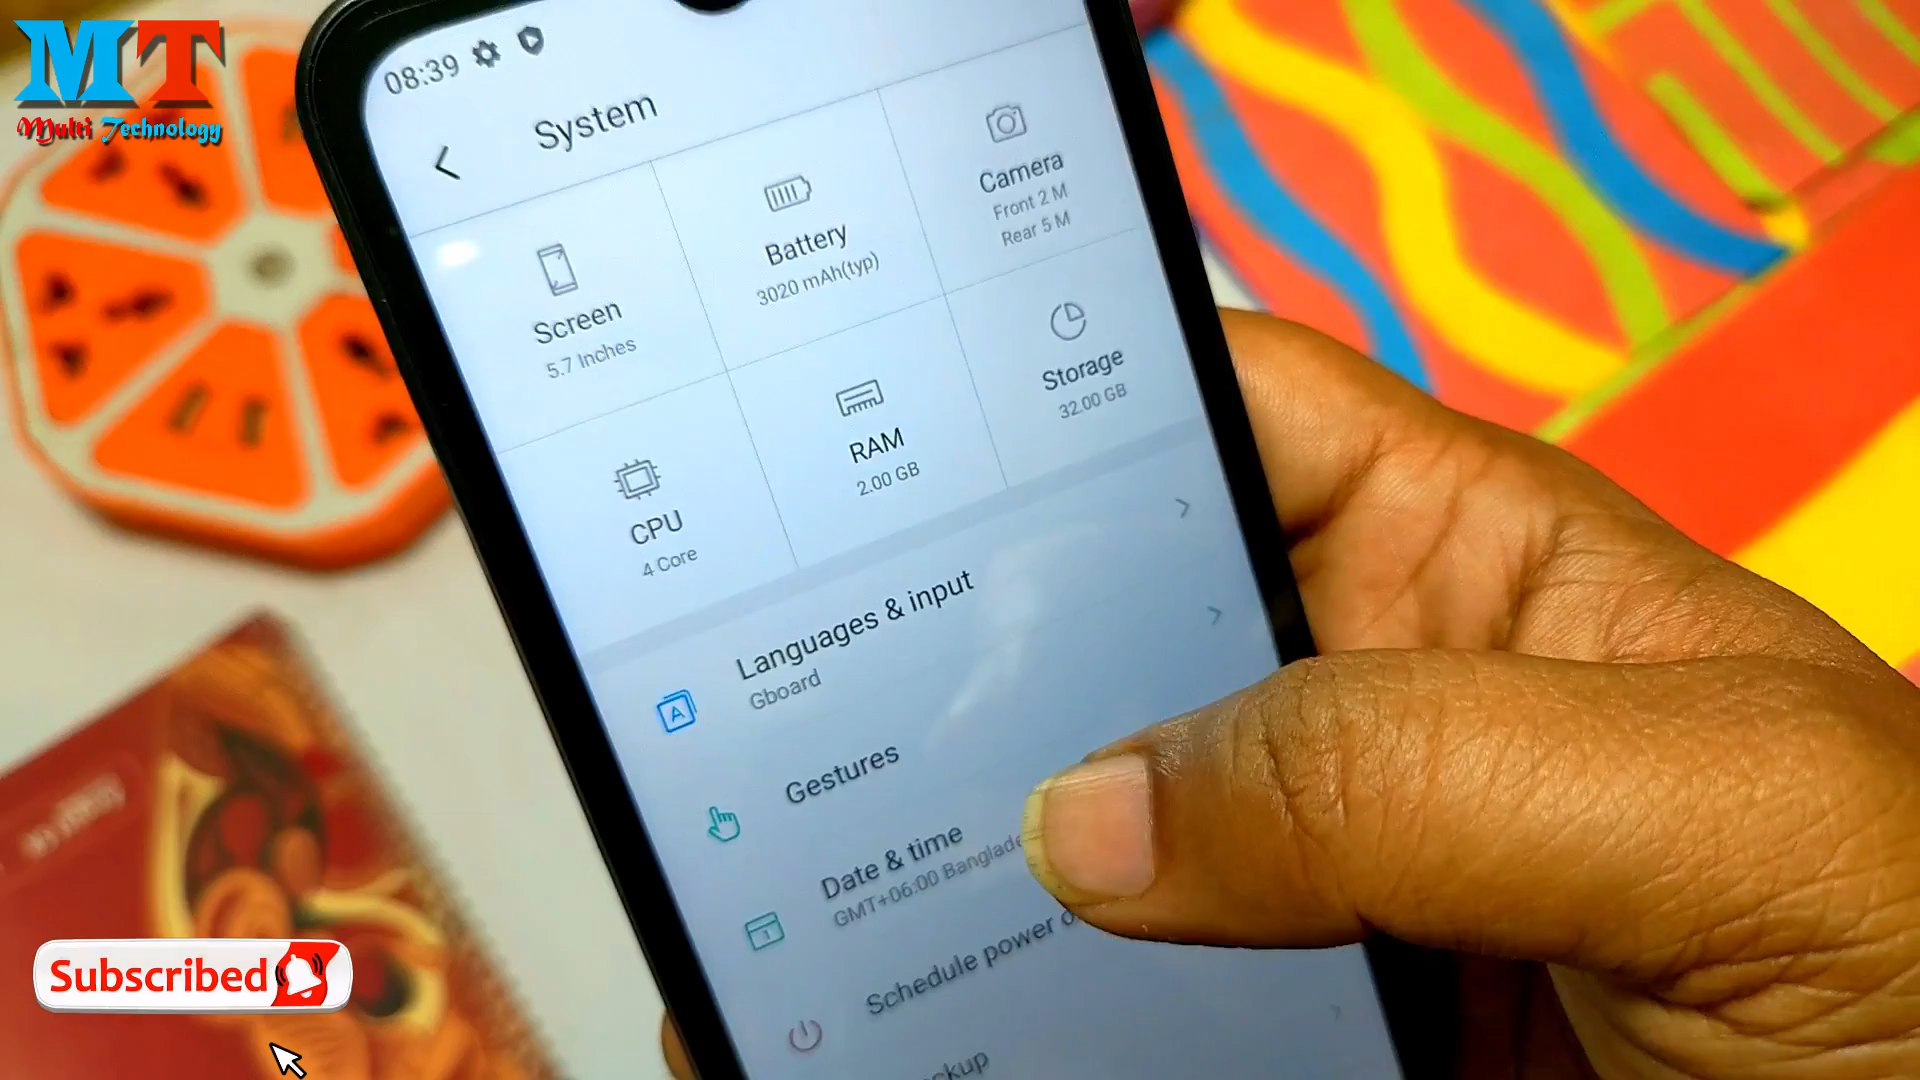 MT
Multi Technology
08:39
System
Screen
5.7 Inches
Battery
3020 mAh(typ)
Camera
Front 2 M
Rear 5 M
CPU
4 Core
RAM
2.00 GB
Storage
32.00 GB
Languages & input
Gboard
Gestures
Date & time
GMT+06:00 Banglade
Schedule power o
ckup
Subscribed